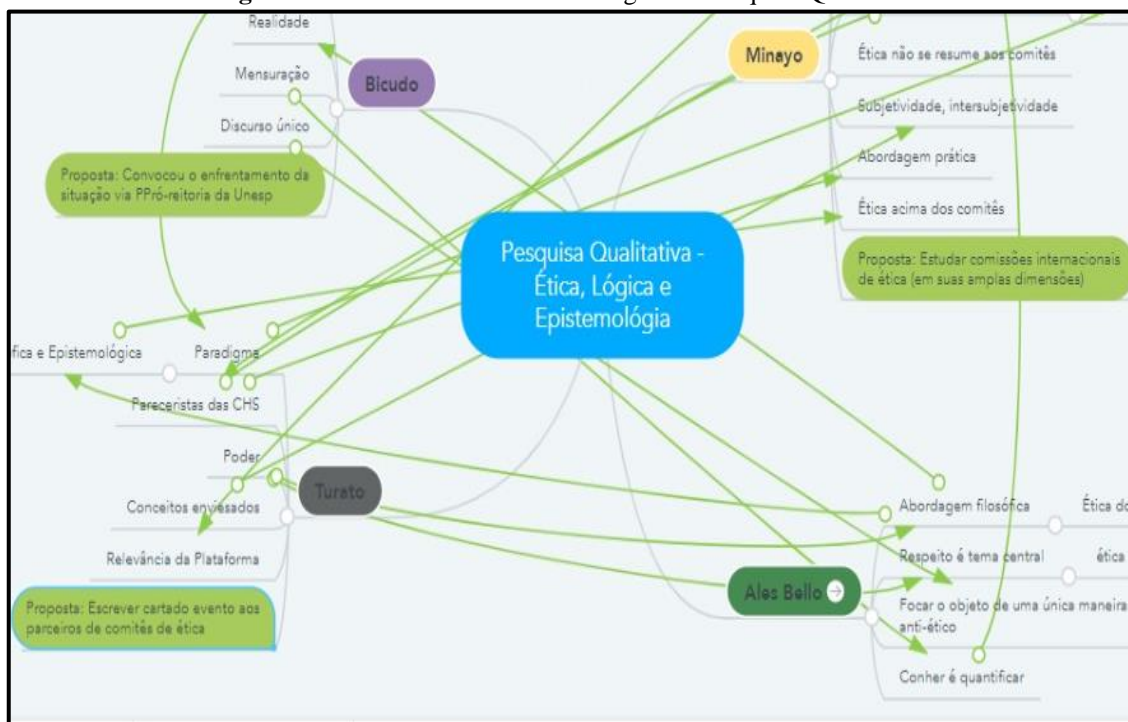 Realidade
Mensuração
Discurso único
Proposta: Convocou o enfrentamento da
situação via PPró-reitoria da Unesp
Bicudo
Minayo
Ética não se resume aos comitês
Subjetividade, intersubjetividade
Abordagem prática
Ética acima dos comitês
Proposta: Estudar comissões internacionais
de ética (em suas amplas dimensões)
Pesquisa Qualitativa -
Ética, Lógica e
Epistemológia
fica e Epistemológica
Paradigma
Pareceristas das CHS
Poder
Conceitos enviesados
Relevância da Plataforma
Proposta: Escrever cartado evento aos
parceiros de comitês de ética
Turato
Ales Bello
Abordagem filosófica
Ética do
Respeito é tema central
ética
Focar o objeto de uma única maneira
anti-ético
Conher é quantificar